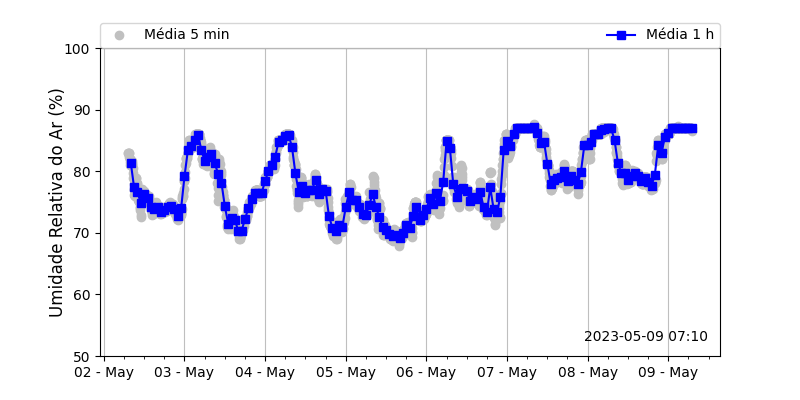 Média 5 min
Média 1 h
Umidade Relativa do Ar (%)
100
90
80
70
60
50
2023-05-09 07:10
02 - May
03 - May
04 - May
05 - May
06 - May
07 - May
08 - May
09 - May